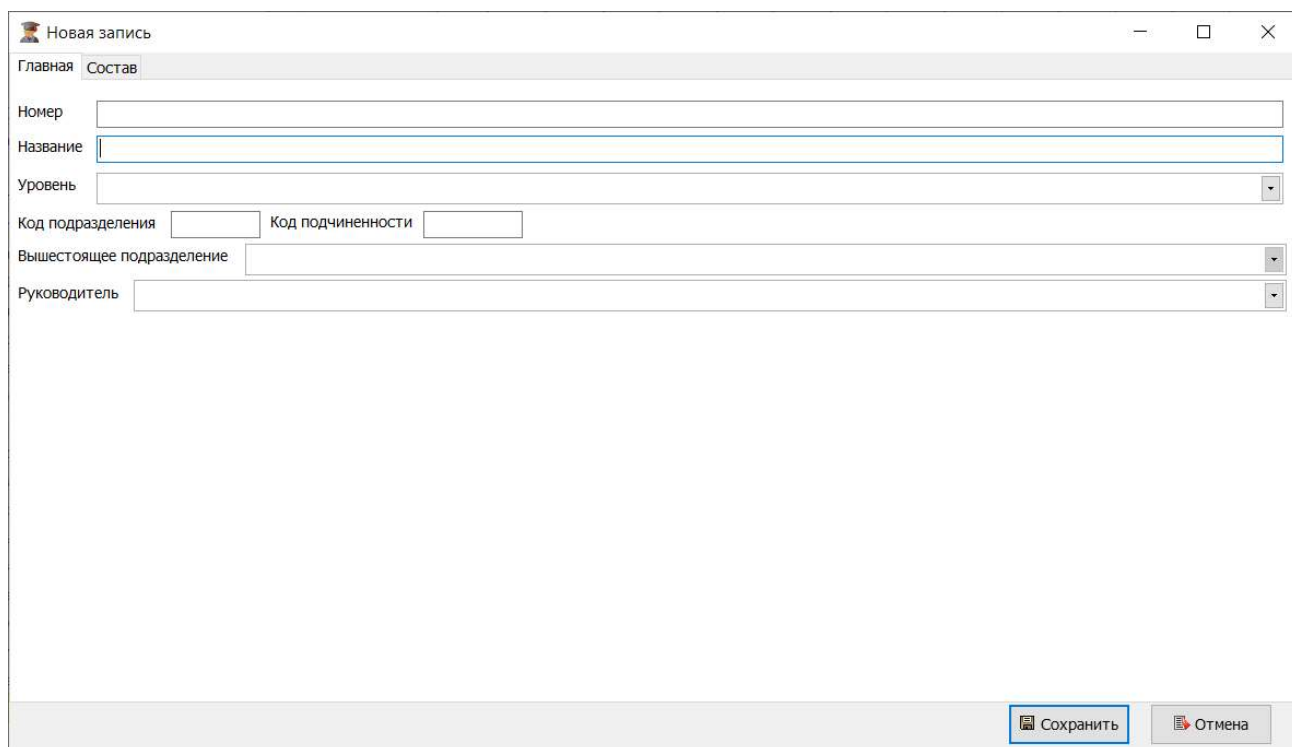 Новая запись
Главная Состав
Номер
Название
Уровень
Код подразделения Код подчиненности
Вышестоящее подразделение
Руководитель
Сохранить Отмена